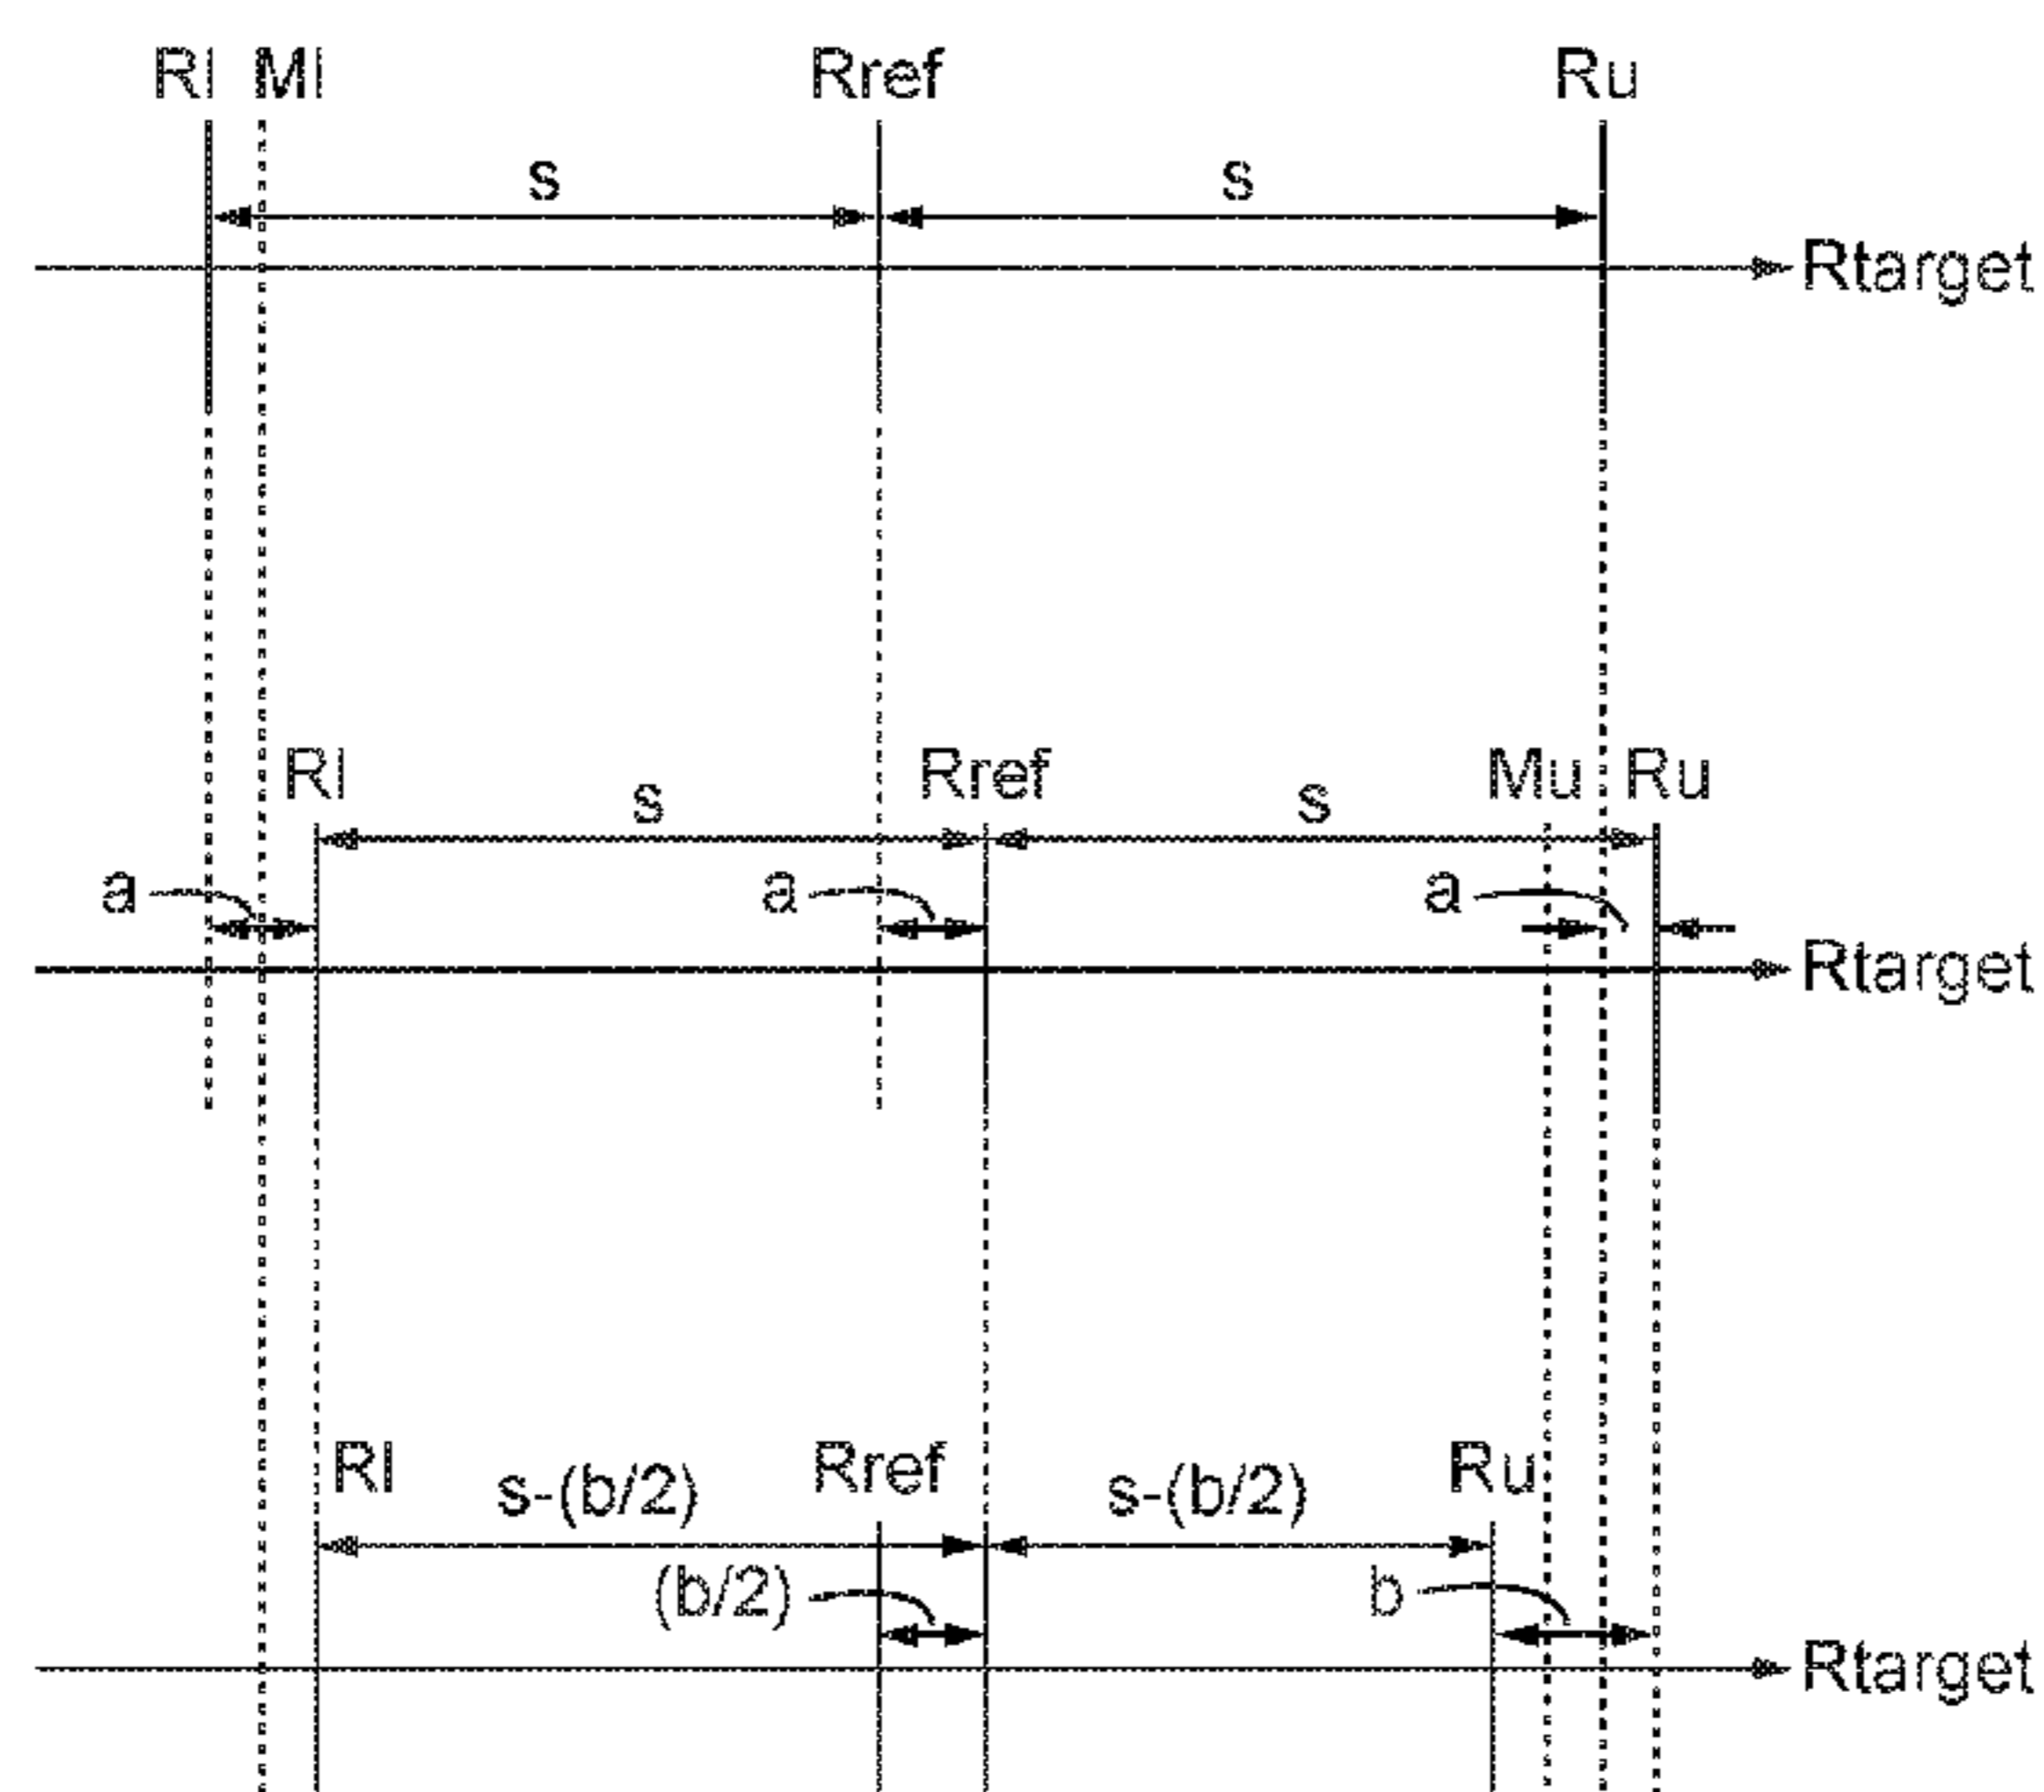 Rl Ml Rref Ru
s s
Rtarget
Rl Rref Mu Ru
s s
a a a
Rtarget
Rl Rref Ru
s-(b/2) s-(b/2)
(b/2) b
Rtarget